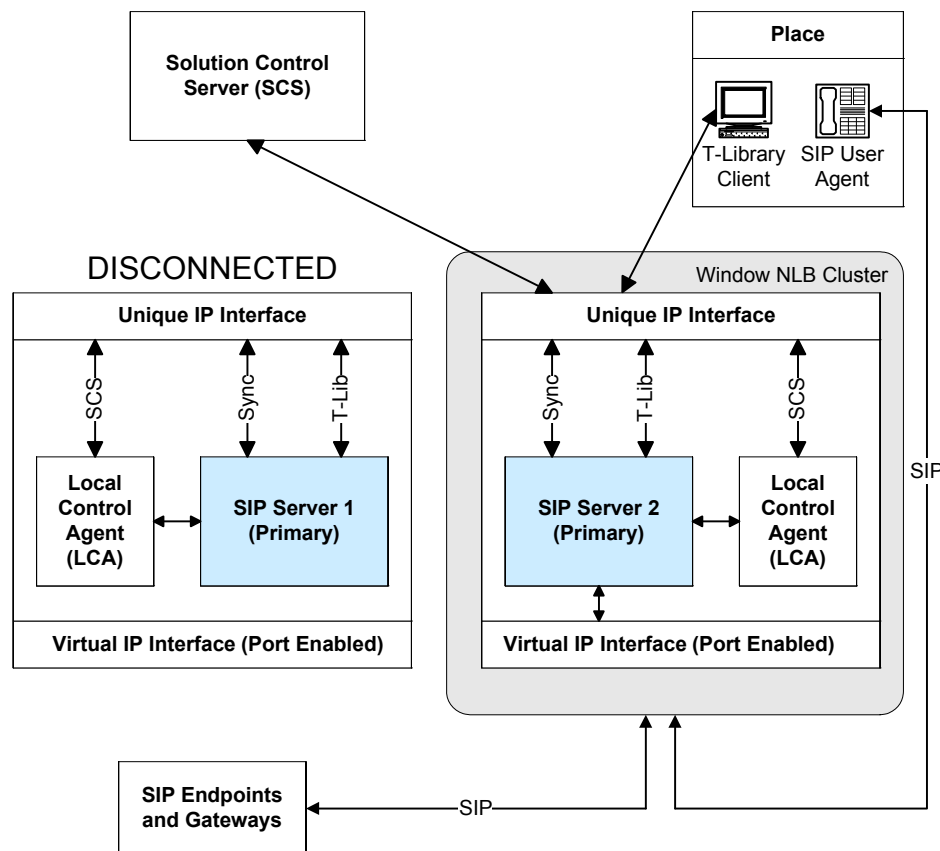 Solution Control
Server (SCS)
Place
T-Library
Client
SIP User
Agent
DISCONNECTED
Unique IP Interface
SCS
Sync
T-Lib
Local
Control
Agent
(LCA)
SIP Server 1
(Primary)
Virtual IP Interface (Port Enabled)
Window NLB Cluster
Unique IP Interface
Sync
T-Lib
SCS
SIP Server 2
(Primary)
Local
Control
Agent
(LCA)
Virtual IP Interface (Port Enabled)
SIP
SIP Endpoints
and Gateways
SIP